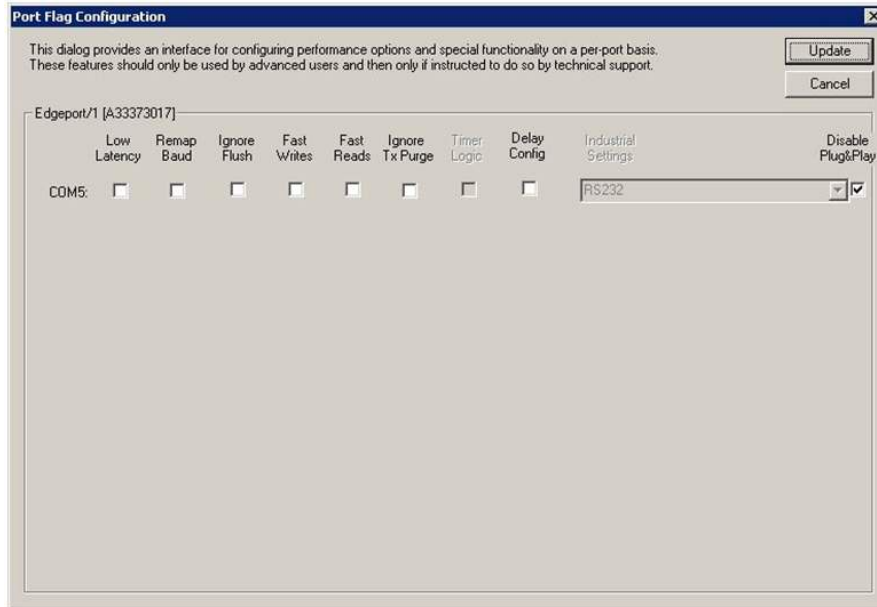 Port Flag Configuration
This dialog provides an interface for configuring performance options and special functionality on a per-port basis.
These features should only be used by advanced users and then only if instructed to do so by technical support.
Update
Cancel
Edgeport/1 [A33373017]
Low Latency
Remap Baud
Ignore Flush
Fast Writes
Fast Reads
Ignore Tx Purge
Timer Logic
Delay Config
Industrial Settings
Disable Plug&Play
COM5:
RS232